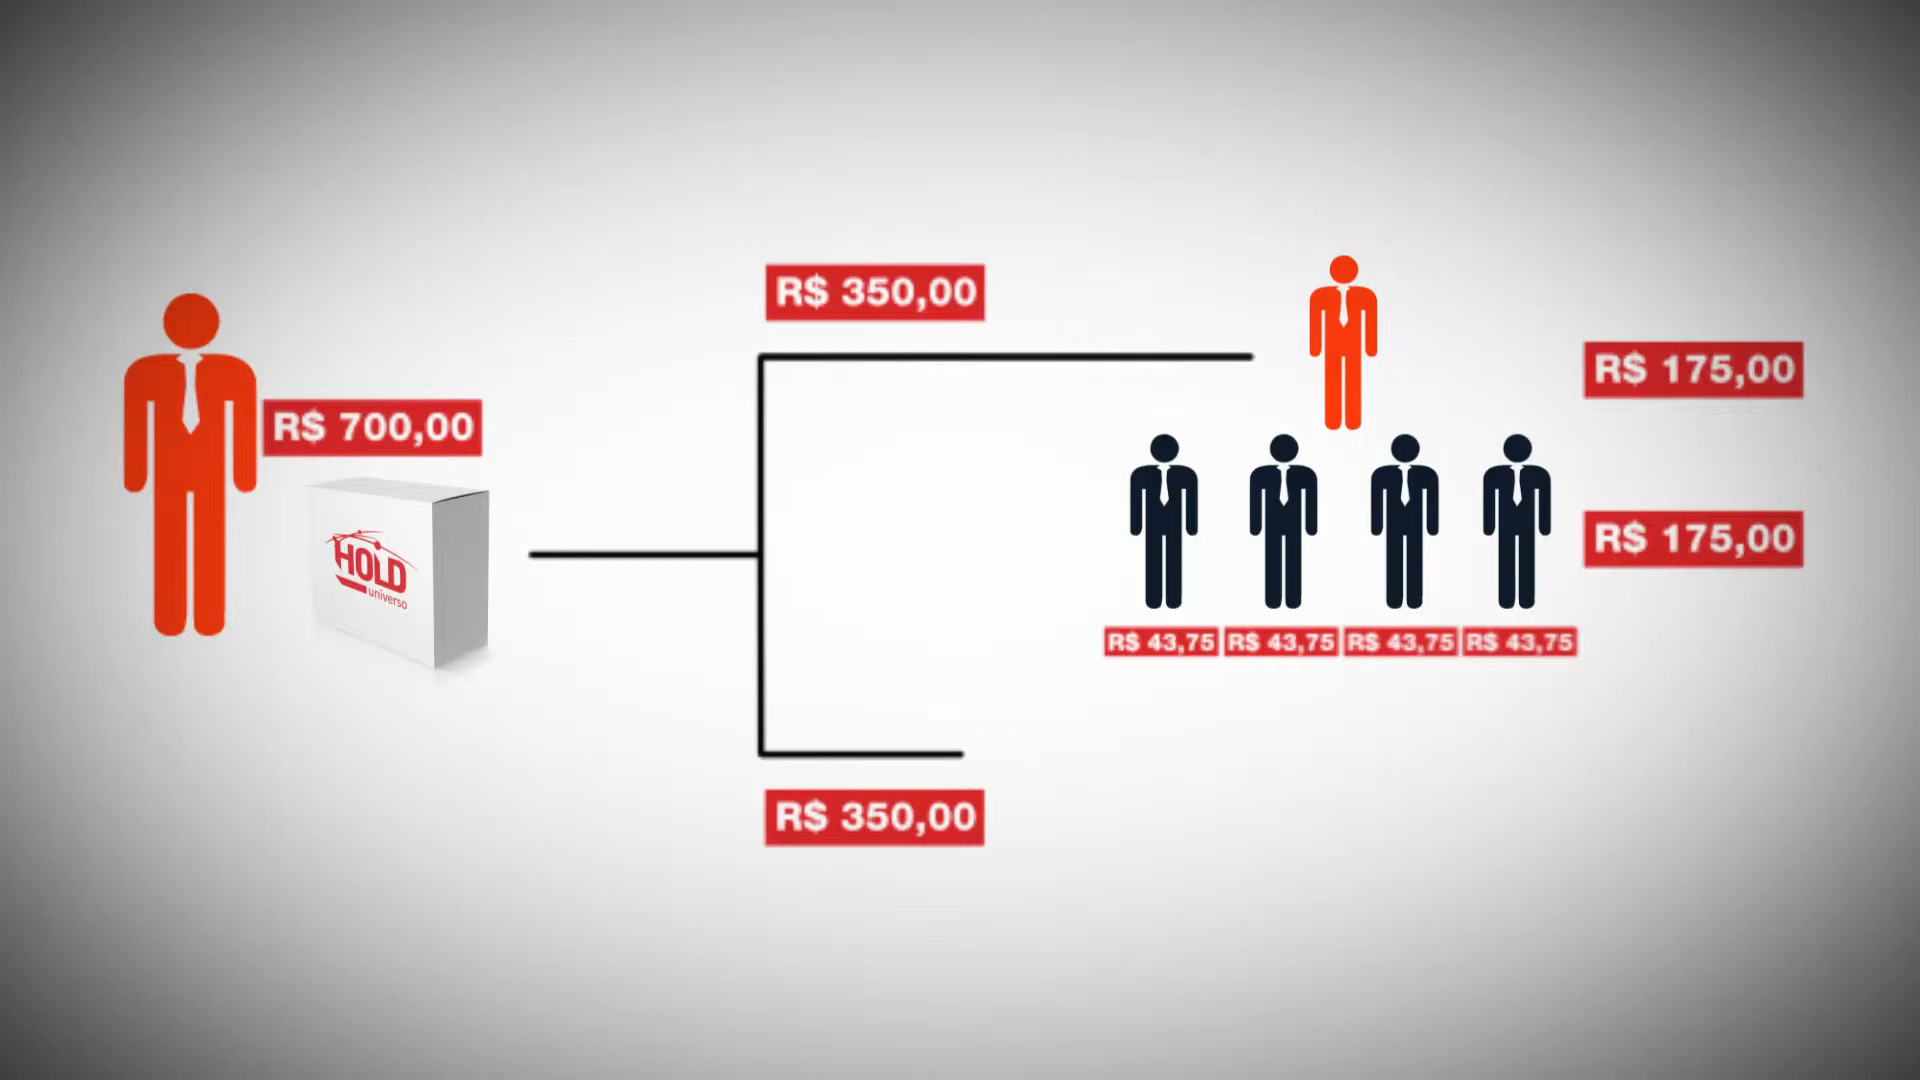 R$ 700,00
HOLD
universo
R$ 350,00
R$ 350,00
R$ 175,00
R$ 175,00
R$ 43,75
R$ 43,75
R$ 43,75
R$ 43,75